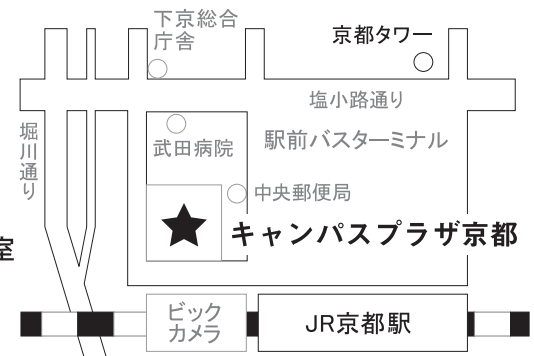 下京総合
庁舎
京都タワー
塩小路通り
堀川通り
武田病院
駅前バスターミナル
中央郵便局
キャンパスプラザ京都
室
ビック
カメラ
JR京都駅